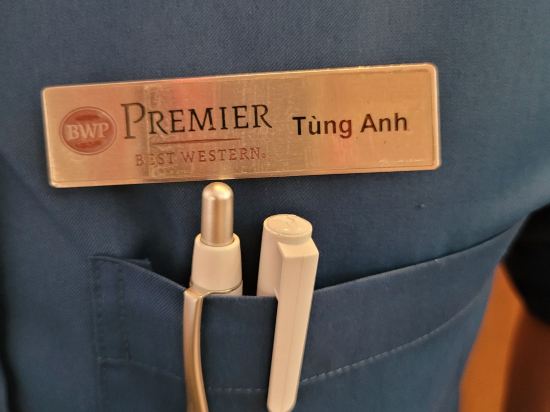 BWP
PREMIER
BEST WESTERN®
Tùng Anh